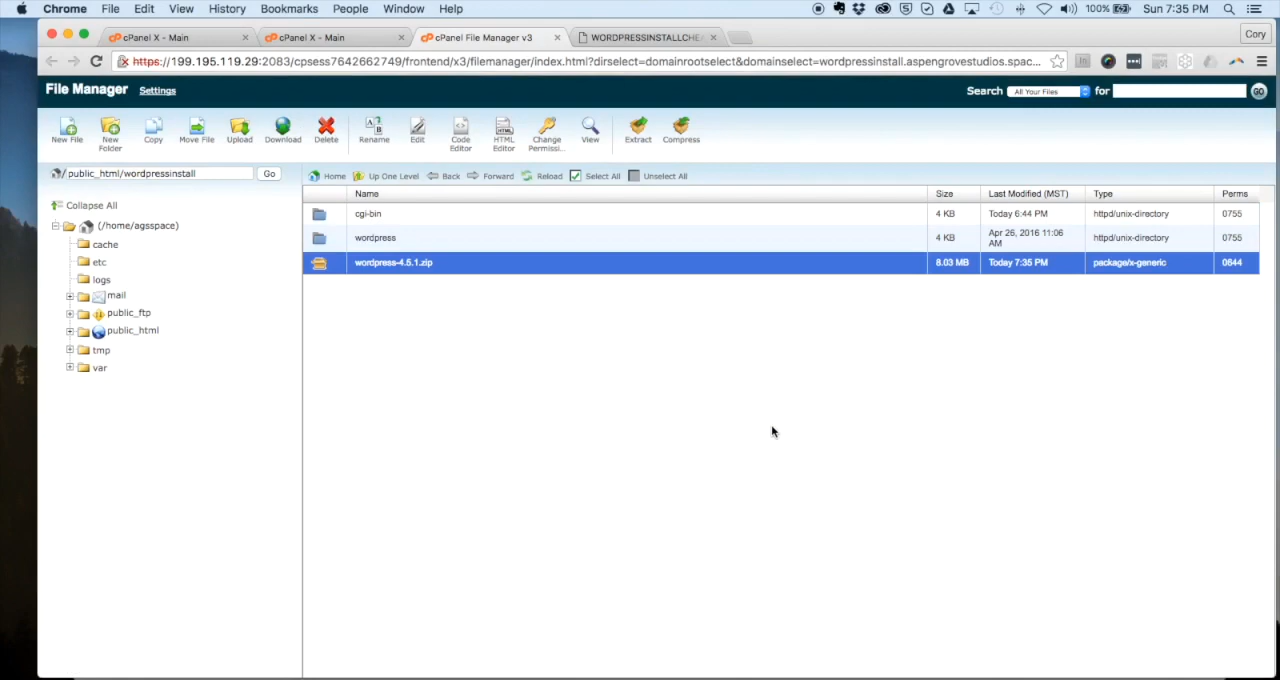 Chrome File Edit View History Bookmarks People Window Help 100% Sun 7:35 PM
cPanel X - Main cPanel X - Main cPanel File Manager v3 WORDPRESSINSTALLCHE Cory
https://199.195.119.29:2083/cpsess7642662749/frontend/x3/filemanager/index.html?dirselect=domainrootselect&domainselect=wordpressinstall.aspengrovestudios.spac...
File Manager Settings Search All Your Files for GO
New File New Folder Copy Move File Upload Download Delete Rename Edit Code Editor HTML Editor Change Permissi... View Extract Compress
/ public_html/wordpressinstall Go
Home Up One Level Back Forward Reload Select All Unselect All
Name Size Last Modified (MST) Type Perms
cgi-bin 4 KB Today 6:44 PM httpd/unix-directory 0755
wordpress 4 KB Apr 26, 2016 11:06 AM httpd/unix-directory 0755
wordpress-4.5.1.zip 8.03 MB Today 7:35 PM package/x-generic 0644
Collapse All
(/home/agsspace)
cache
etc
logs
mail
public_ftp
public_html
tmp
var